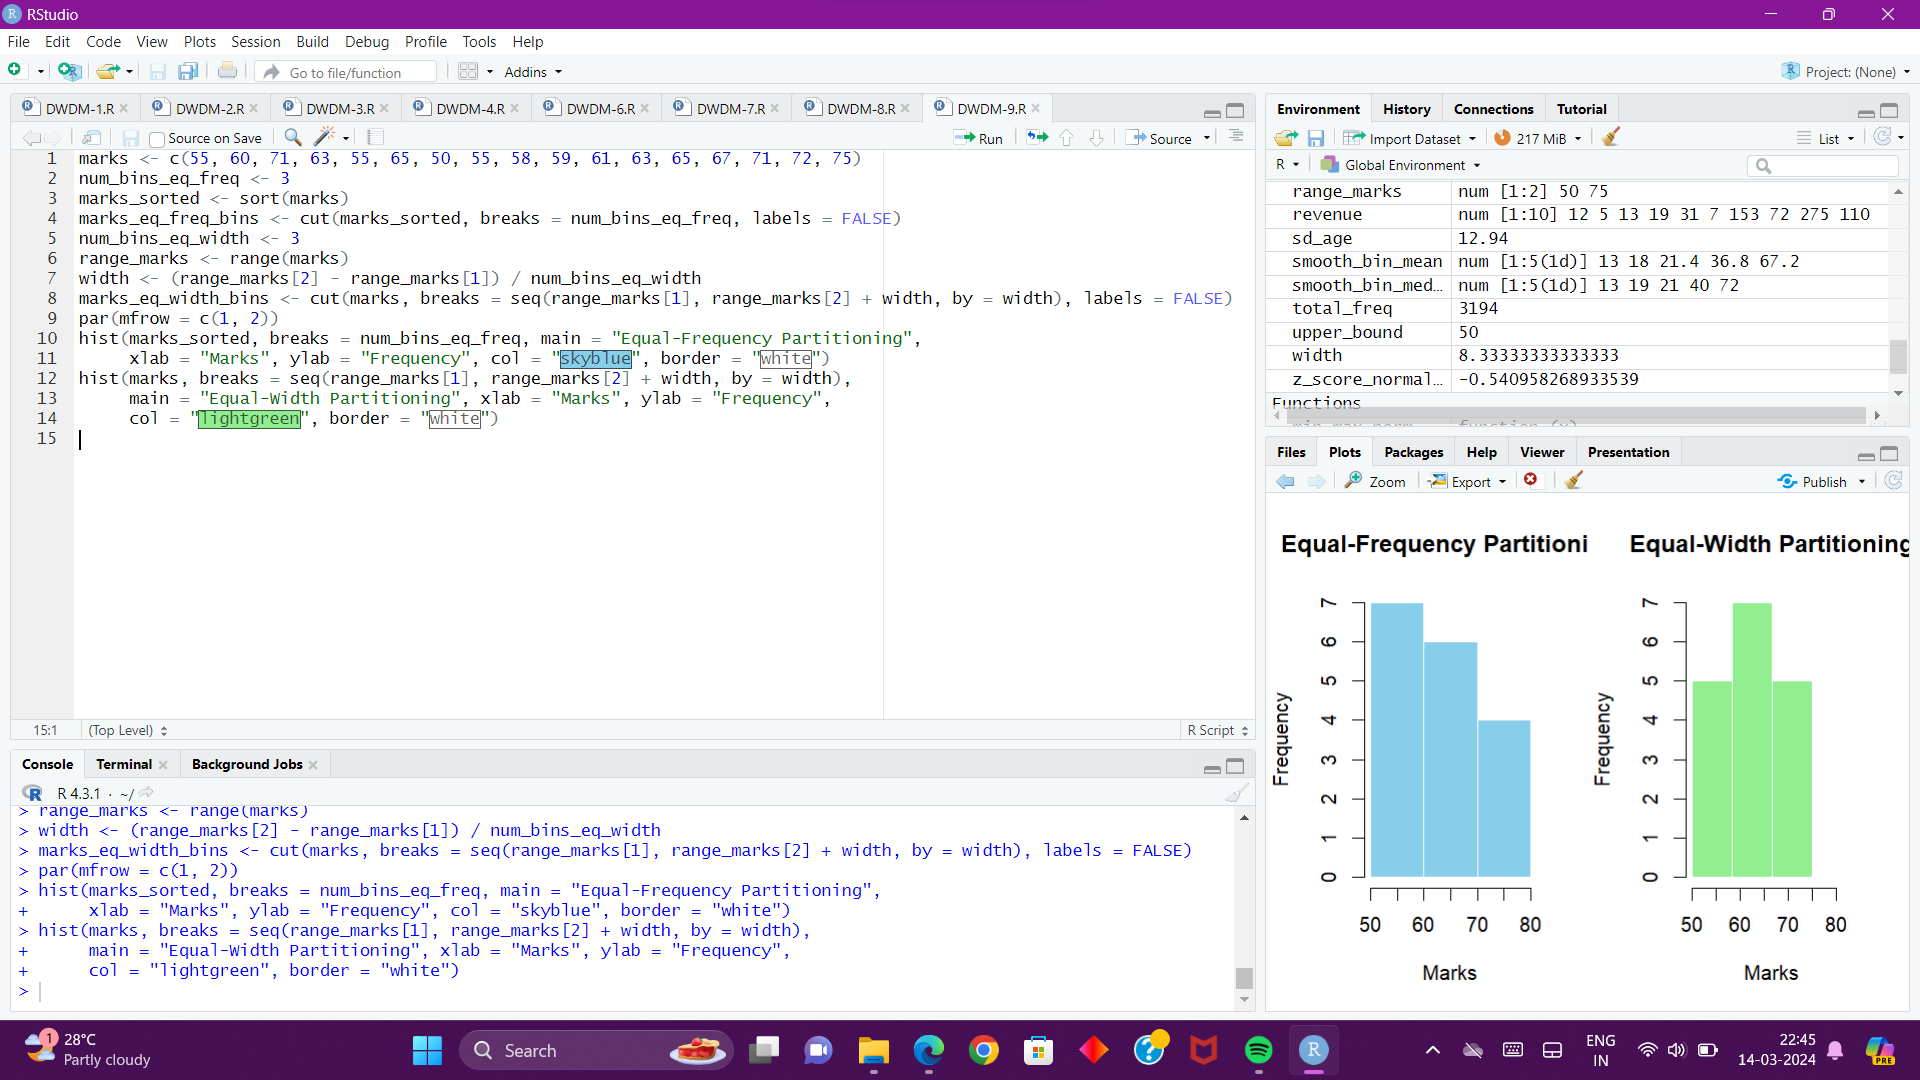 RStudio
File Edit Code View Plots Session Build Debug Profile Tools Help
Go to file/function Addins Project: (None)
DWDM-1.R DWDM-2.R DWDM-3.R DWDM-4.R DWDM-6.R DWDM-7.R DWDM-8.R DWDM-9.R
Source on Save Run Source
1 marks <- c(55, 60, 71, 63, 55, 65, 50, 55, 58, 59, 61, 63, 65, 67, 71, 72, 75)
2 num_bins_eq_freq <- 3
3 marks_sorted <- sort(marks)
4 marks_eq_freq_bins <- cut(marks_sorted, breaks = num_bins_eq_freq, labels = FALSE)
5 num_bins_eq_width <- 3
6 range_marks <- range(marks)
7 width <- (range_marks[2] - range_marks[1]) / num_bins_eq_width
8 marks_eq_width_bins <- cut(marks, breaks = seq(range_marks[1], range_marks[2] + width, by = width), labels = FALSE)
9 par(mfrow = c(1, 2))
10 hist(marks_sorted, breaks = num_bins_eq_freq, main = "Equal-Frequency Partitioning",
11 xlab = "Marks", ylab = "Frequency", col = "skyblue", border = "white")
12 hist(marks, breaks = seq(range_marks[1], range_marks[2] + width, by = width),
13 main = "Equal-Width Partitioning", xlab = "Marks", ylab = "Frequency",
14 col = "lightgreen", border = "white")
15
15:1 (Top Level) R Script
Console Terminal Background Jobs
R 4.3.1 · ~/
> range_marks <- range(marks)
> width <- (range_marks[2] - range_marks[1]) / num_bins_eq_width
> marks_eq_width_bins <- cut(marks, breaks = seq(range_marks[1], range_marks[2] + width, by = width), labels = FALSE)
> par(mfrow = c(1, 2))
> hist(marks_sorted, breaks = num_bins_eq_freq, main = "Equal-Frequency Partitioning",
+ xlab = "Marks", ylab = "Frequency", col = "skyblue", border = "white")
> hist(marks, breaks = seq(range_marks[1], range_marks[2] + width, by = width),
+ main = "Equal-Width Partitioning", xlab = "Marks", ylab = "Frequency",
+ col = "lightgreen", border = "white")
>
Environment History Connections Tutorial
Import Dataset 217 MiB List
R Global Environment
range_marks num [1:2] 50 75
revenue num [1:10] 12 5 13 19 31 7 153 72 275 110
sd_age 12.94
smooth_bin_mean num [1:5(1d)] 13 18 21.4 36.8 67.2
smooth_bin_med… num [1:5(1d)] 13 19 21 40 72
total_freq 3194
upper_bound 50
width 8.33333333333333
z_score_normal… -0.540958268933539
Functions
Files Plots Packages Help Viewer Presentation
Zoom Export Publish
Equal-Frequency Partitioni Equal-Width Partitioning
7 7
6 6
5 5
4 4
3 3
2 2
1 1
0 0
Frequency Frequency
50 60 70 80 50 60 70 80
Marks Marks
1 28°C
Partly cloudy
Search
ENG
IN
22:45
14-03-2024
PRE